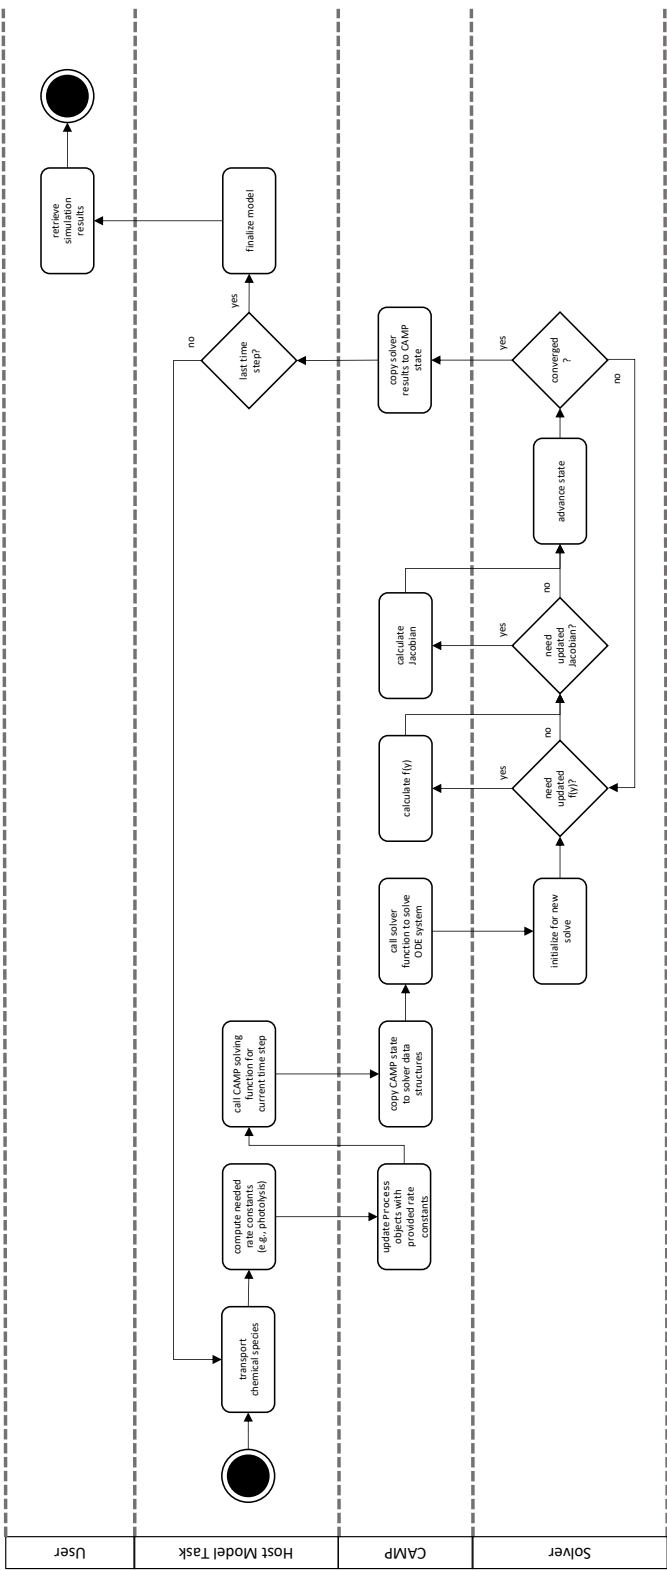 User
retrieve
simulation
results
Host Model Task
transport
chemical species
compute needed
rate constants
(e.g., photolysis)
call CAMP solving
function for
current time step
last time
step?
no
yes
finalize model
CAMP
update Process
objects with
provided rate
constants
copy CAMP state
to solver data
structures
call solver
function to solve
ODE system
calculate f(y)
calculate
Jacobian
copy solver
results to CAMP
state
Solver
initialize for new
solve
need
updated
f(y)?
yes
no
need
updated
Jacobian?
yes
no
advance state
converged
?
yes
no